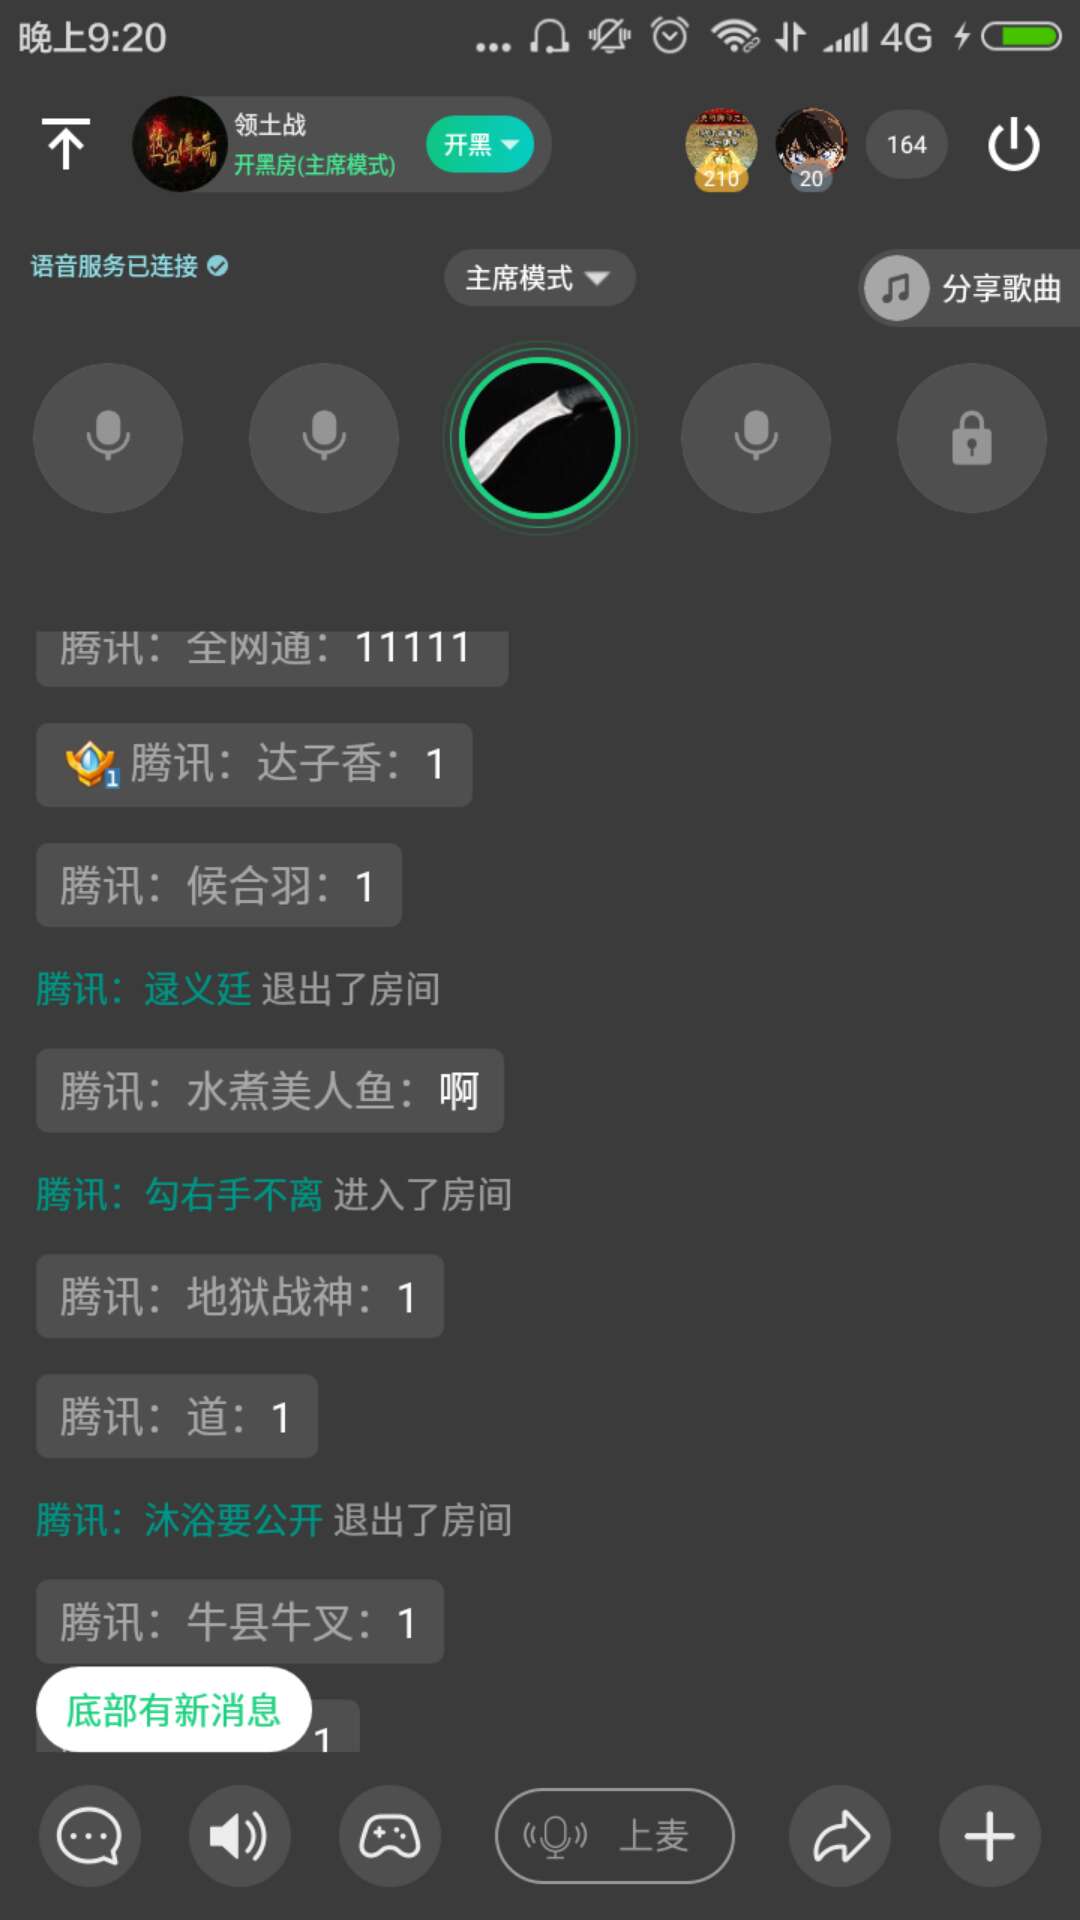 晚上9:20
4G
热血传奇
领土战
开黑房(主席模式)
开黑
210
20
164
语音服务已连接
主席模式
分享歌曲
腾讯：全网通：11111
1
腾讯：达子香：1
腾讯：候合羽：1
腾讯：逯义廷 退出了房间
腾讯：水煮美人鱼：啊
腾讯：勾右手不离 进入了房间
腾讯：地狱战神：1
腾讯：道：1
腾讯：沐浴要公开 退出了房间
腾讯：牛县牛叉：1
底部有新消息
1
上麦